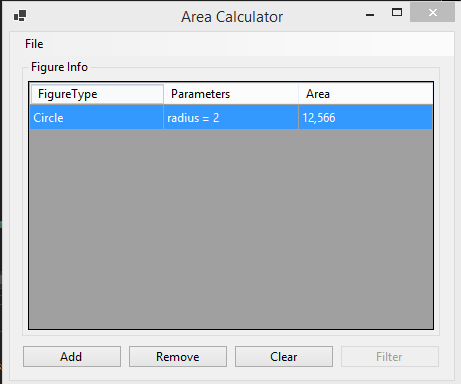 Area Calculator
File
Figure Info
FigureType Parameters Area
Circle radius = 2 12,566
Add Remove Clear Filter